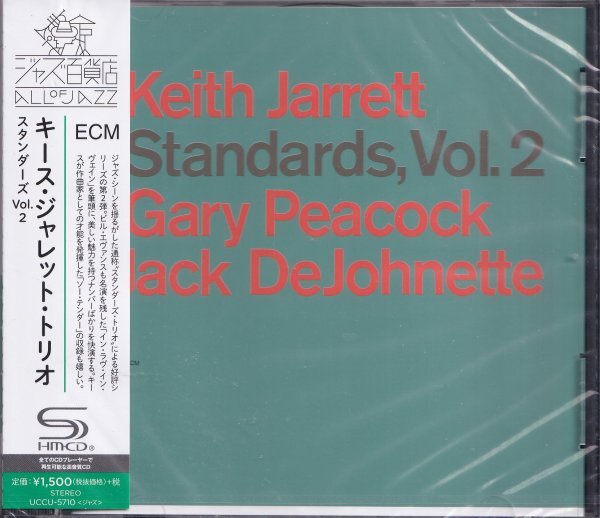 ジャズ百貨店
ALL OF JAZZ
ECM
キース・ジャレット・トリオ
スタンダーズ Vol. 2
ジャズ・シーンを揺るがした通称“スタンダーズ・トリオ”による好評シ
リーズの第2弾。ビル・エヴァンスも名演を残した「イン・ラヴ・イン・
ヴェイン」を筆頭に、美しい魅力を持つナンバーばかりを快演する。キー
スが作曲家としての才能を発揮した「ソー・テンダー」の収録も嬉しい。
SHM-CD®
全てのCDプレーヤーで
再生可能な高音質CD
定価:¥1,500(税抜価格)+税
STEREO
UCCU-5710 <ジャズ>
Keith Jarrett
Standards, Vol. 2
Gary Peacock
Jack DeJohnette
ECM